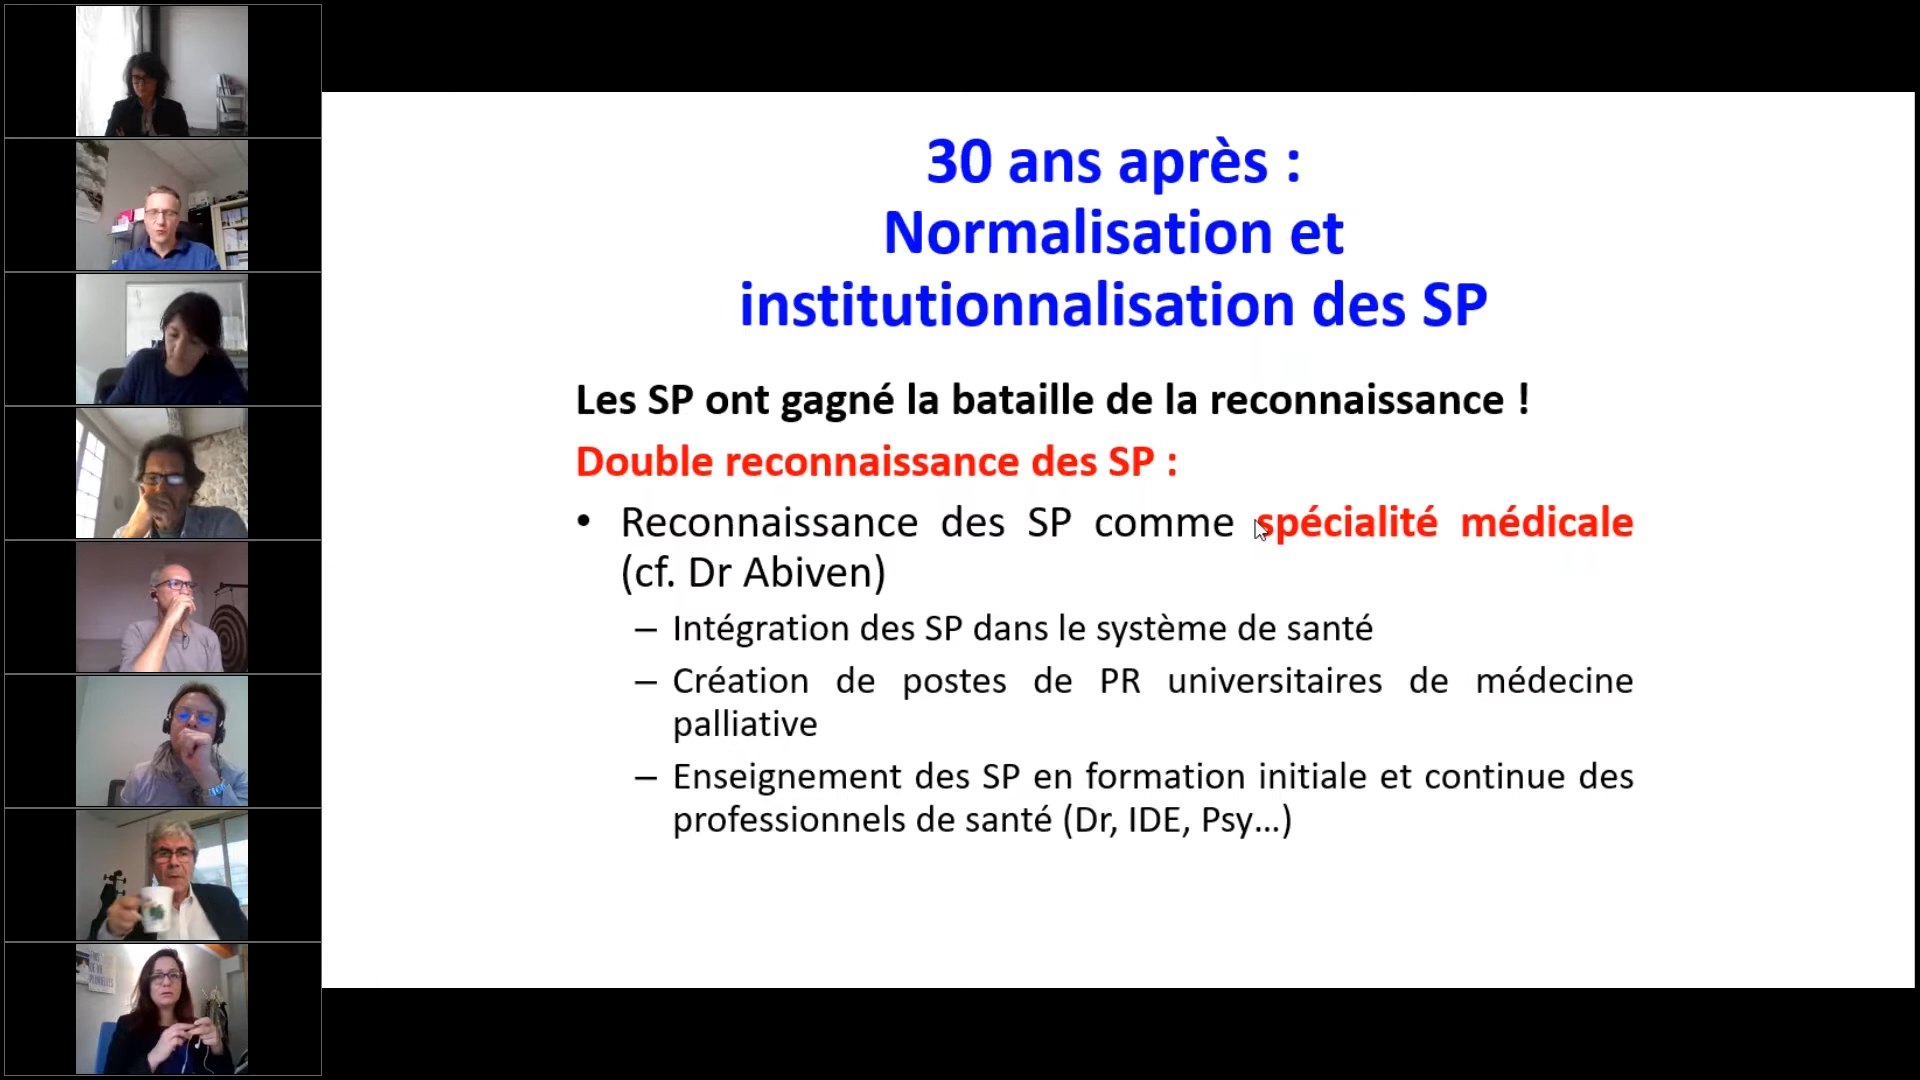 30 ans après :
Normalisation et
institutionnalisation des SP
Les SP ont gagné la bataille de la reconnaissance !
Double reconnaissance des SP :
• Reconnaissance des SP comme spécialité médicale
(cf. Dr Abiven)
– Intégration des SP dans le système de santé
– Création de postes de PR universitaires de médecine
palliative
– Enseignement des SP en formation initiale et continue des
professionnels de santé (Dr, IDE, Psy…)